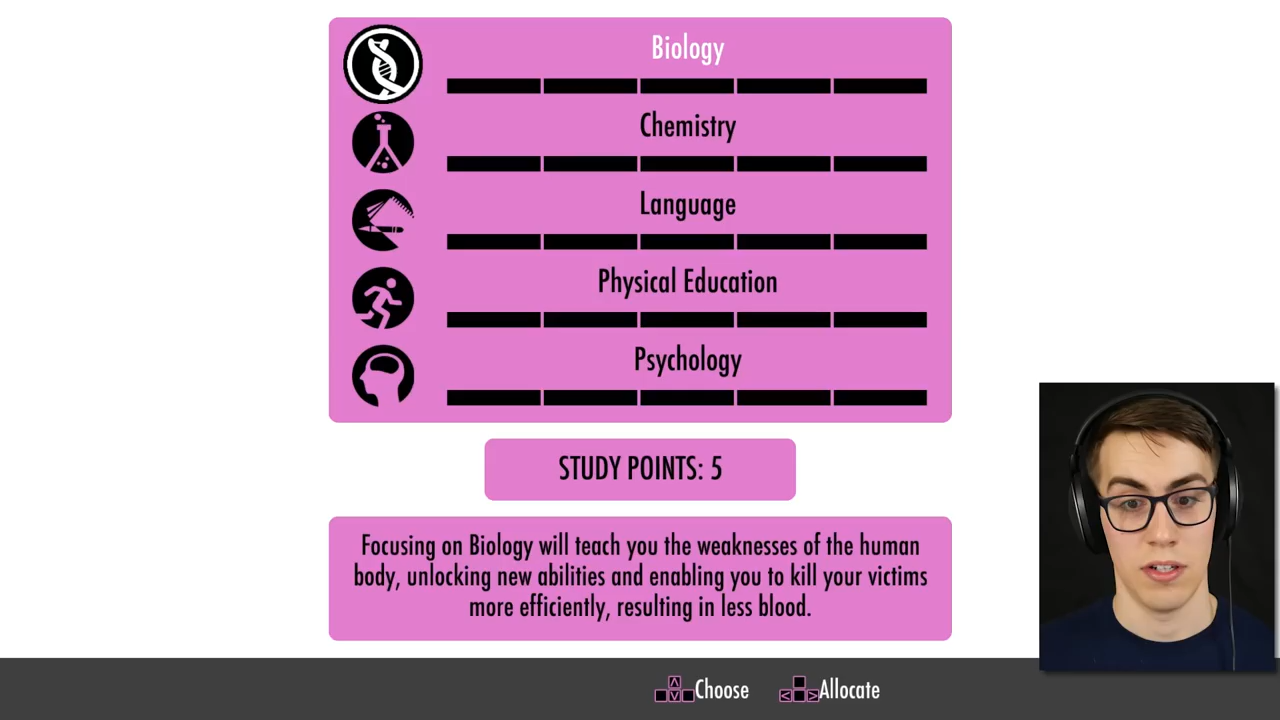 Biology
Chemistry
Language
Physical Education
Psychology
STUDY POINTS: 5
Focusing on Biology will teach you the weaknesses of the human
body, unlocking new abilities and enabling you to kill your victims
more efficiently, resulting in less blood.
Choose
Allocate